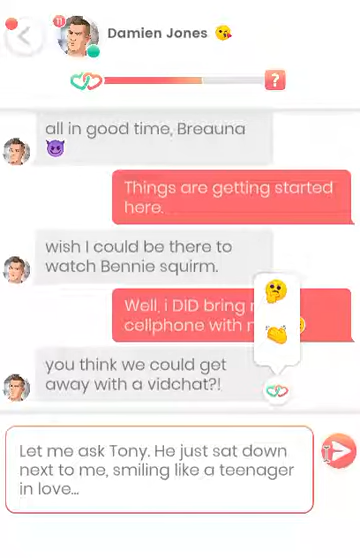 11
Damien Jones
?
all in good time, Breauna
Things are getting started
here.
wish I could be there to
watch Bennie squirm.
Well, i DID bring
cellphone with
you think we could get
away with a vidchat?!
Let me ask Tony. He just sat down
next to me, smiling like a teenager
in love...